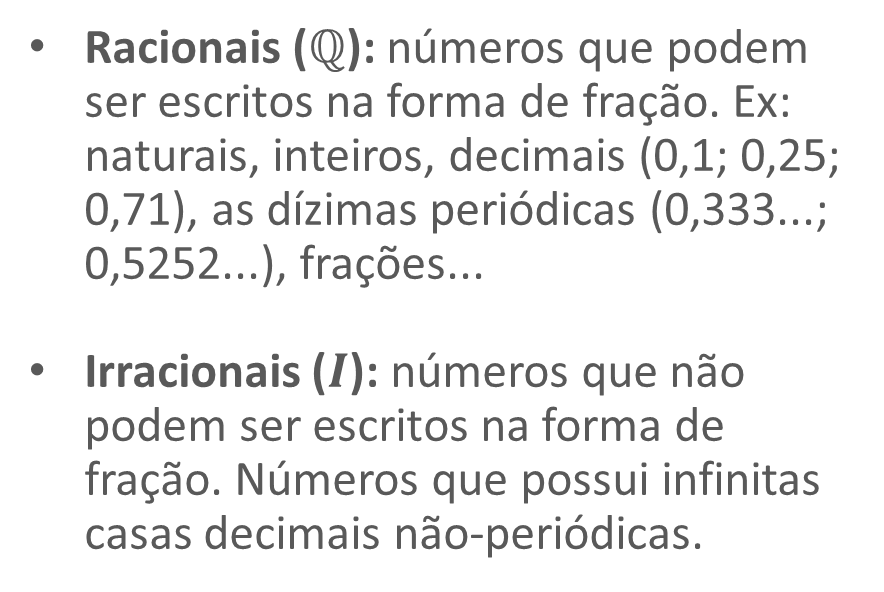 • Racionais (ℚ): números que podem
ser escritos na forma de fração. Ex:
naturais, inteiros, decimais (0,1; 0,25;
0,71), as dízimas periódicas (0,333...;
0,5252...), frações...
• Irracionais (I): números que não
podem ser escritos na forma de
fração. Números que possui infinitas
casas decimais não-periódicas.